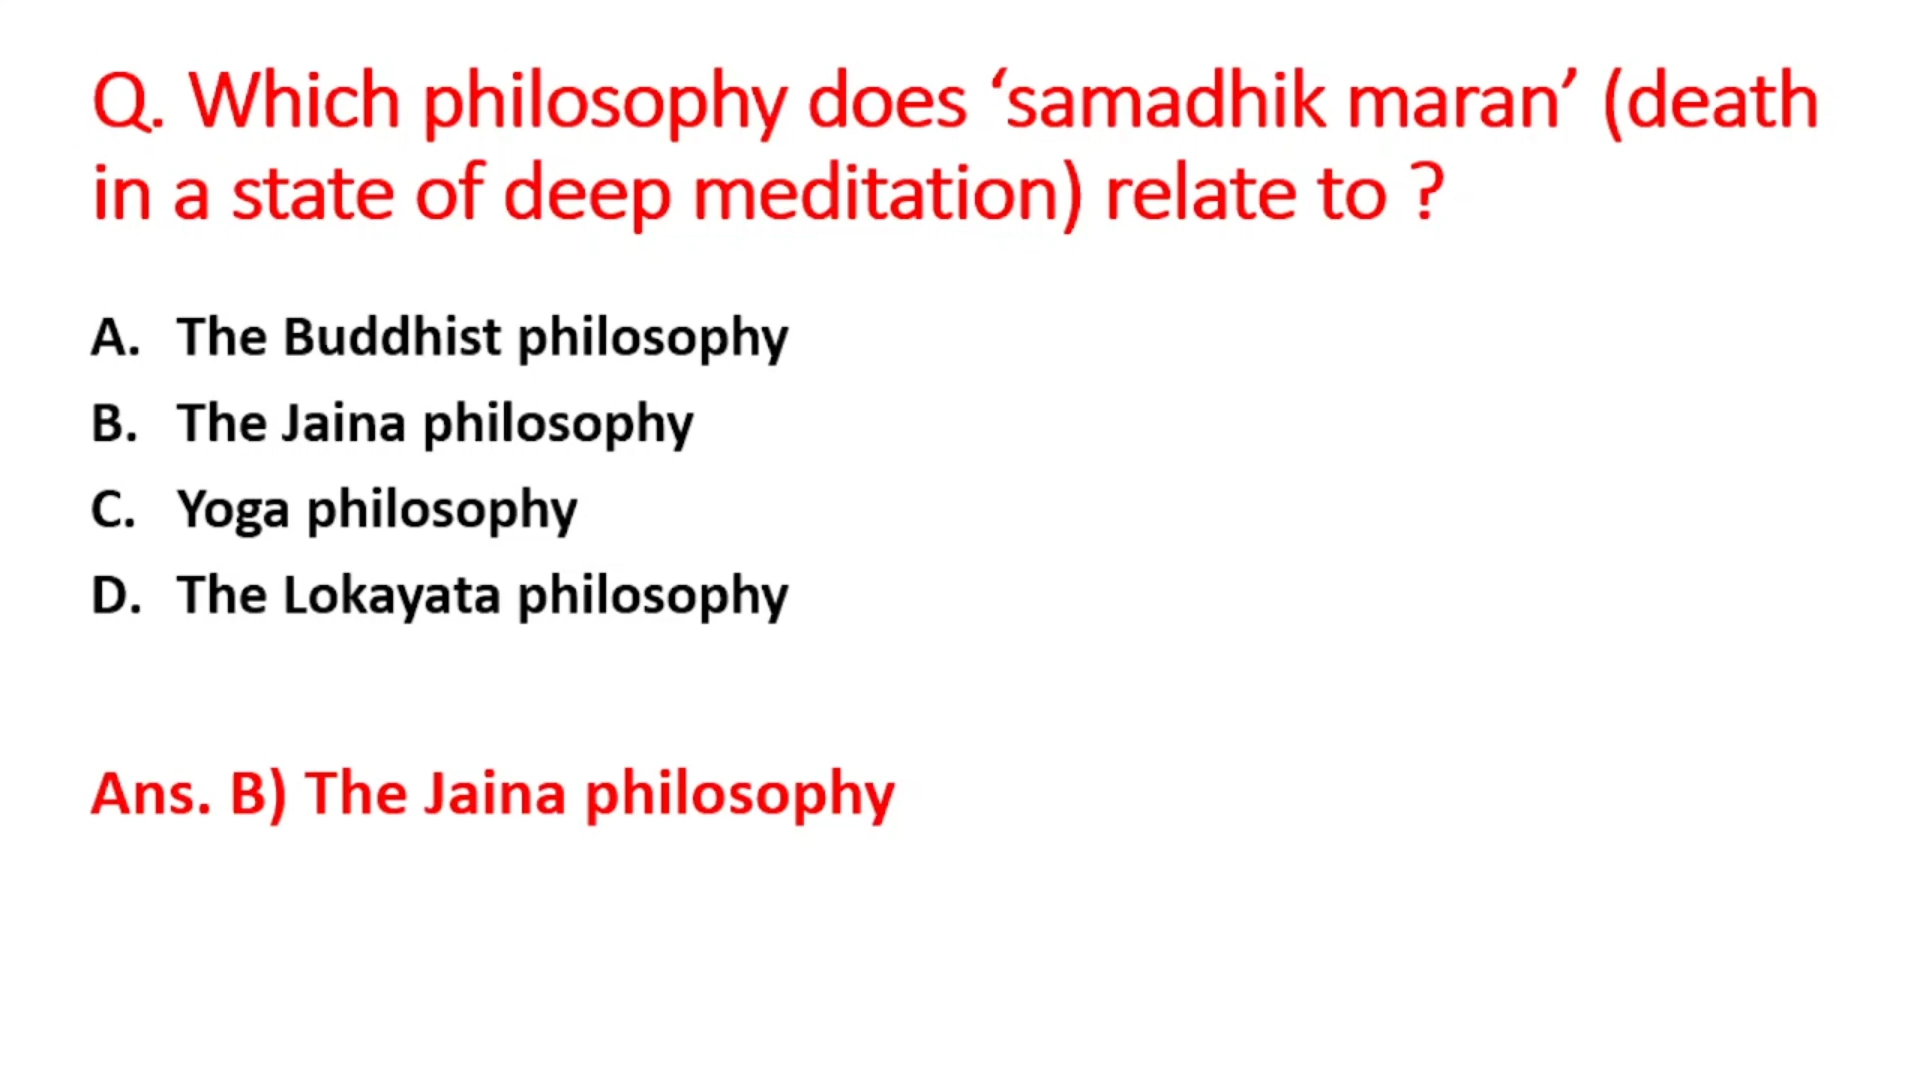 Q. Which philosophy does ‘samadhik maran’ (death
in a state of deep meditation) relate to ?
A. The Buddhist philosophy
B. The Jaina philosophy
C. Yoga philosophy
D. The Lokayata philosophy
Ans. B) The Jaina philosophy